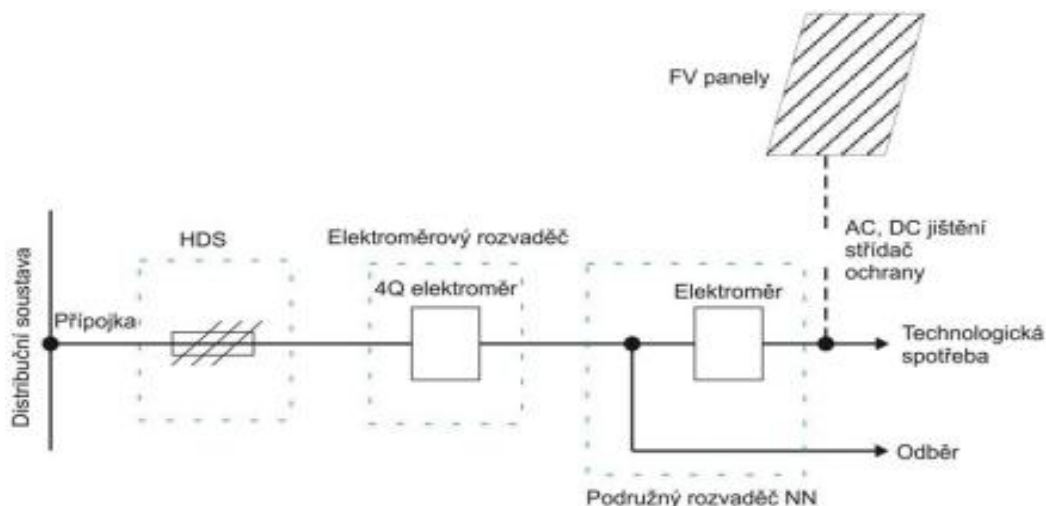 FV panely
AC, DC jištění
střídač
ochrany
HDS
Elektroměrový rozvaděč
4Q elektroměr
Elektroměr
Distribuční soustava
Přípojka
Technologická
spotřeba
Odběr
Podružný rozvaděč NN